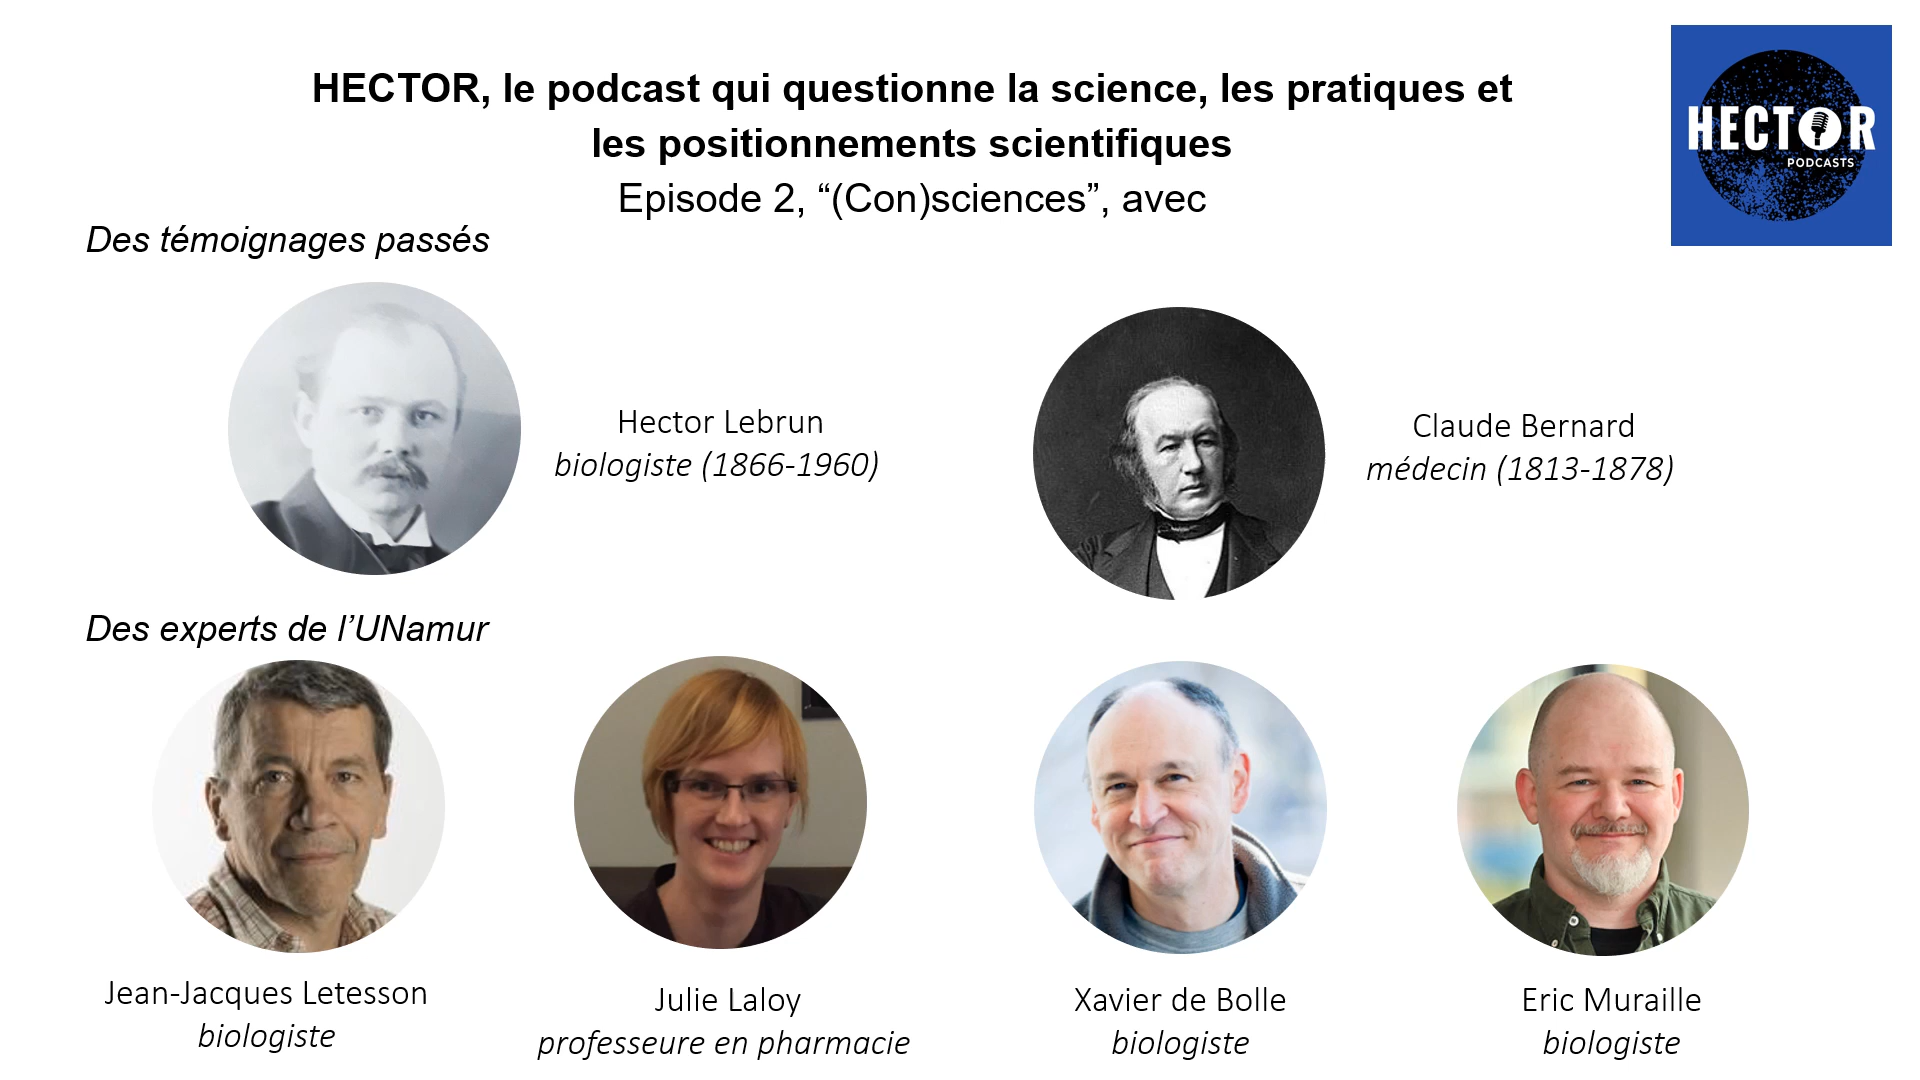 HECTOR, le podcast qui questionne la science, les pratiques et
les positionnements scientifiques
Episode 2, “(Con)sciences”, avec
HECTOR
PODCASTS
Des témoignages passés
Hector Lebrun
biologiste (1866-1960)
Claude Bernard
médecin (1813-1878)
Des experts de l’UNamur
Jean-Jacques Letesson
biologiste
Julie Laloy
professeure en pharmacie
Xavier de Bolle
biologiste
Eric Muraille
biologiste